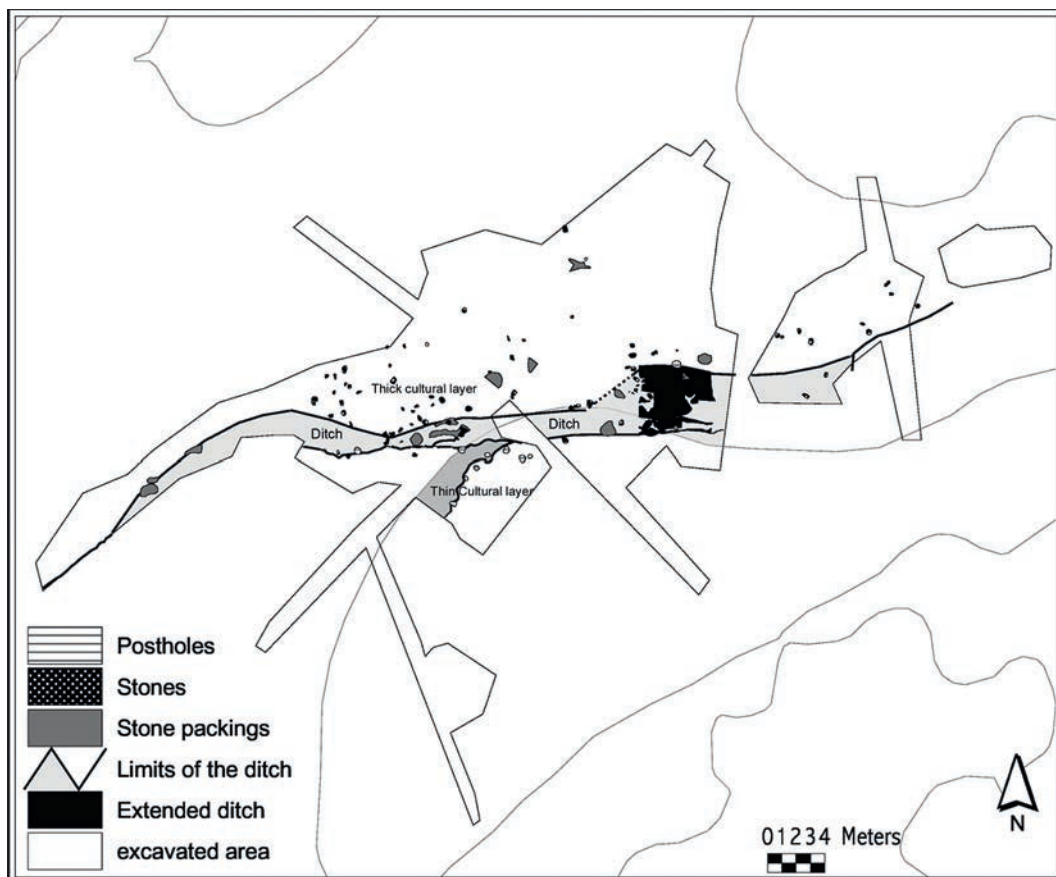 Thick cultural layer
Ditch
Ditch
Thin Cultural layer
Postholes
Stones
Stone packings
Limits of the ditch
Extended ditch
excavated area
01234 Meters
N